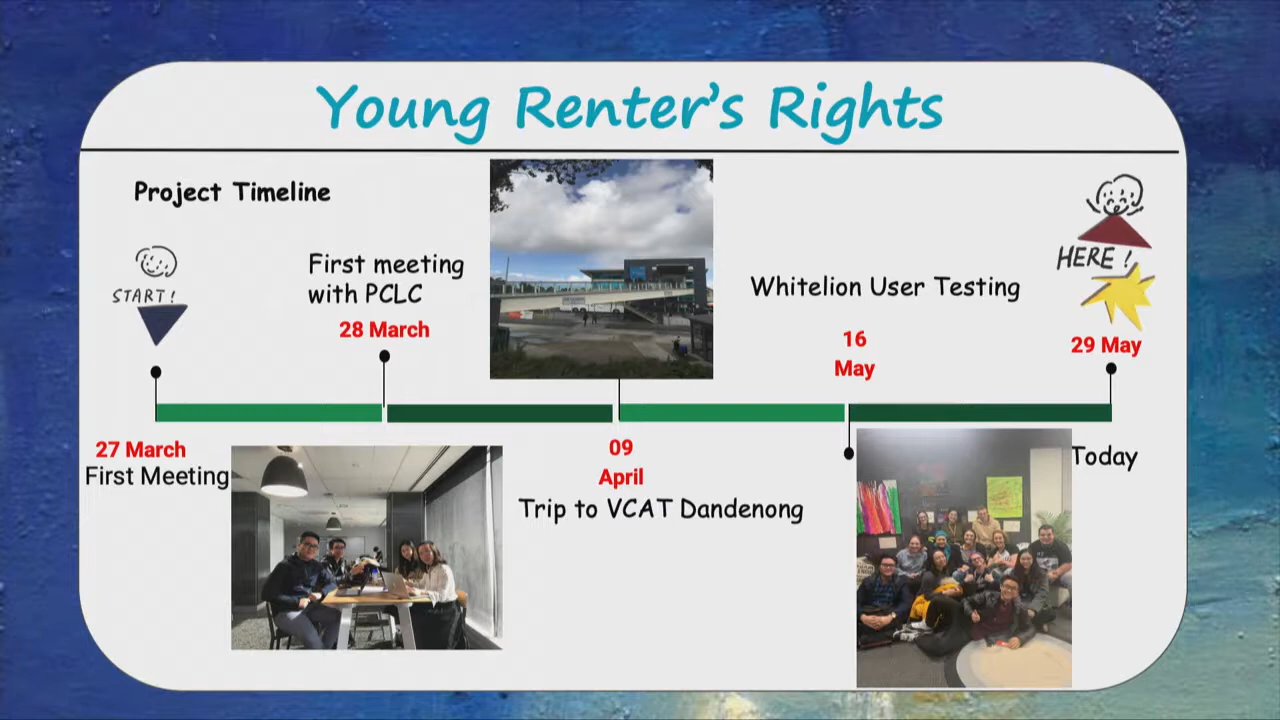 Young Renter's Rights
Project Timeline
START!
27 March
First Meeting
First meeting
with PCLC
28 March
09
April
Trip to VCAT Dandenong
Whitelion User Testing
16
May
HERE!
29 May
Today